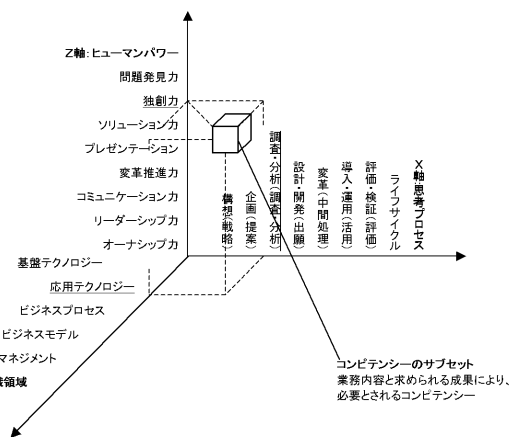 Z軸:ヒューマンパワー
問題発見力
独創力
ソリューション力
プレゼンテーション
変革推進力
コミュニケーション力
リーダーシップ力
オーナシップ力
構想(戦略)
企画(提案)
調査・分析(調査・分析)
設計・開発(出願)
変革(中間処理)
導入・運用(活用)
評価・検証(評価)
ライフサイクル
X軸:思考プロセス
基盤テクノロジー
応用テクノロジー
ビジネスプロセス
ビジネスモデル
マネジメント
領域
コンピテンシーのサブセット
業務内容と求められる成果により、
必要とされるコンピテンシー